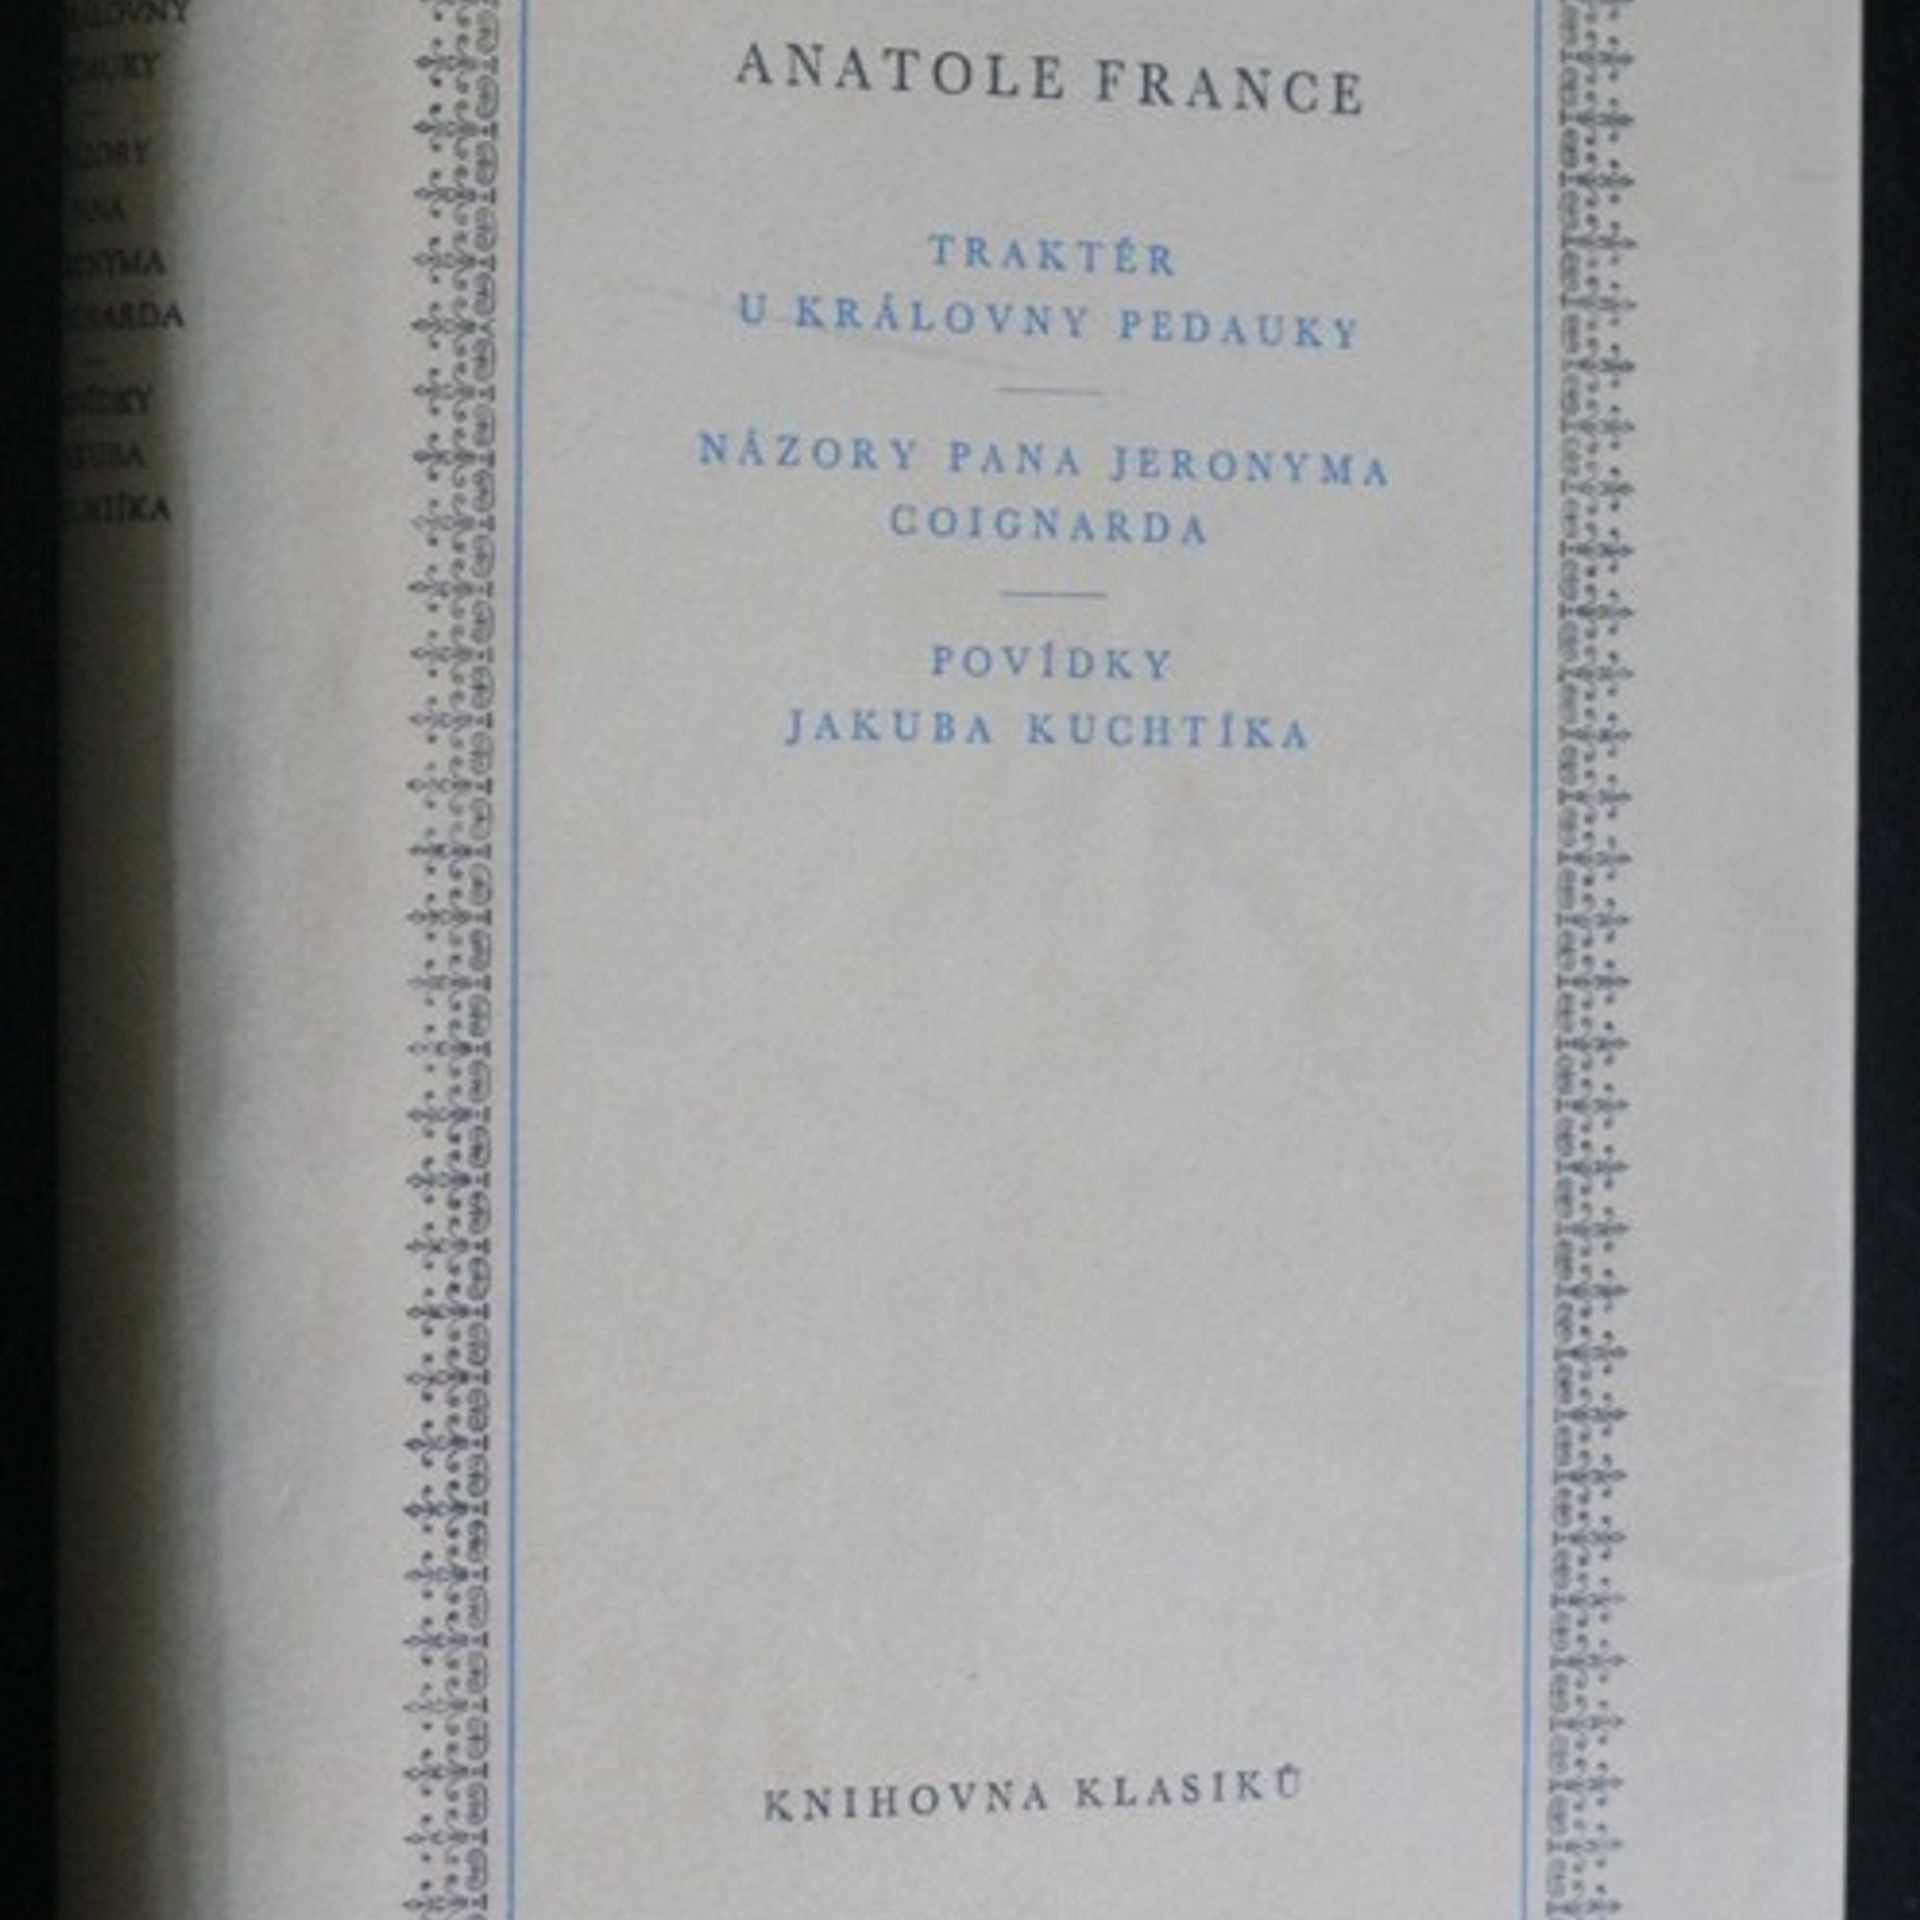 ANATOLE FRANCE
TRAKTÉR
U KRÁLOVNY PEDAUKY
NÁZORY PANA JERONYMA
COIGNARDA
POVÍDKY
JAKUBA KUCHTÍKA
KNIHOVNA KLASIKŮ